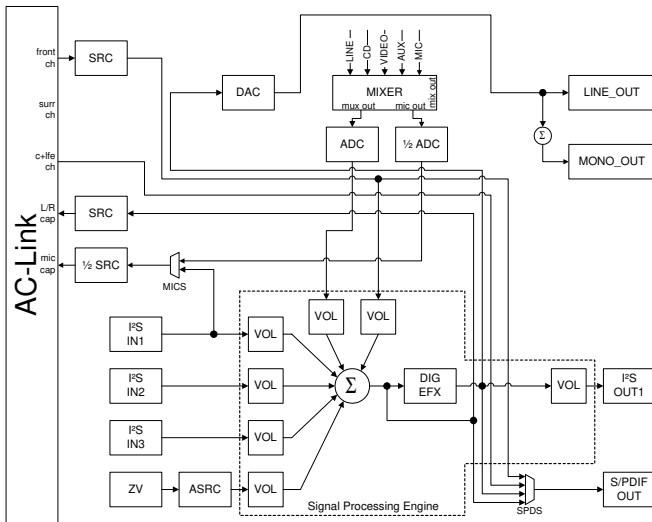 AC-Link
front
ch
surr
ch
c+lfe
ch
L/R
cap
mic
cap
SRC
SRC
½ SRC
MICS
DAC
LINE
CD
VIDEO
AUX
MIC
MIXER
mux out
mic out
mix_out
ADC
½ ADC
LINE_OUT
Σ
MONO_OUT
VOL
VOL
I²S
IN1
VOL
I²S
IN2
VOL
I²S
IN3
VOL
ZV
ASRC
VOL
Σ
DIG
EFX
VOL
I²S
OUT1
Signal Processing Engine
SPDS
S/PDIF
OUT